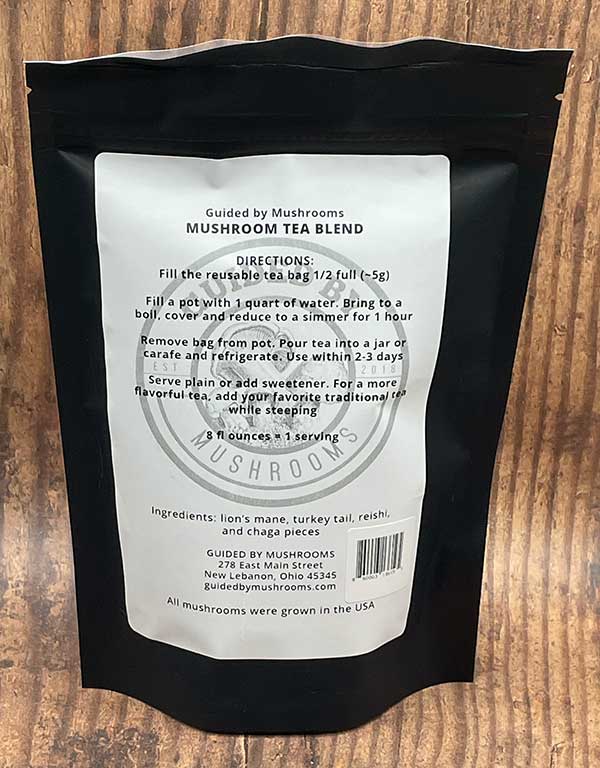 Guided by Mushrooms
MUSHROOM TEA BLEND
DIRECTIONS:
Fill the reusable tea bag 1/2 full (~5g)
Fill a pot with 1 quart of water. Bring to a
boil, cover and reduce to a simmer for 1 hour
Remove bag from pot. Pour tea into a jar or
carafe and refrigerate. Use within 2-3 days
Serve plain or add sweetener. For a more
flavorful tea, add your favorite traditional tea
while steeping
8 fl ounces = 1 serving
GUIDED BY
EST 2018
MUSHROOMS
Ingredients: lion's mane, turkey tail, reishi,
and chaga pieces
GUIDED BY MUSHROOMS
278 East Main Street
New Lebanon, Ohio 45345
guidedbymushrooms.com
All mushrooms were grown in the USA